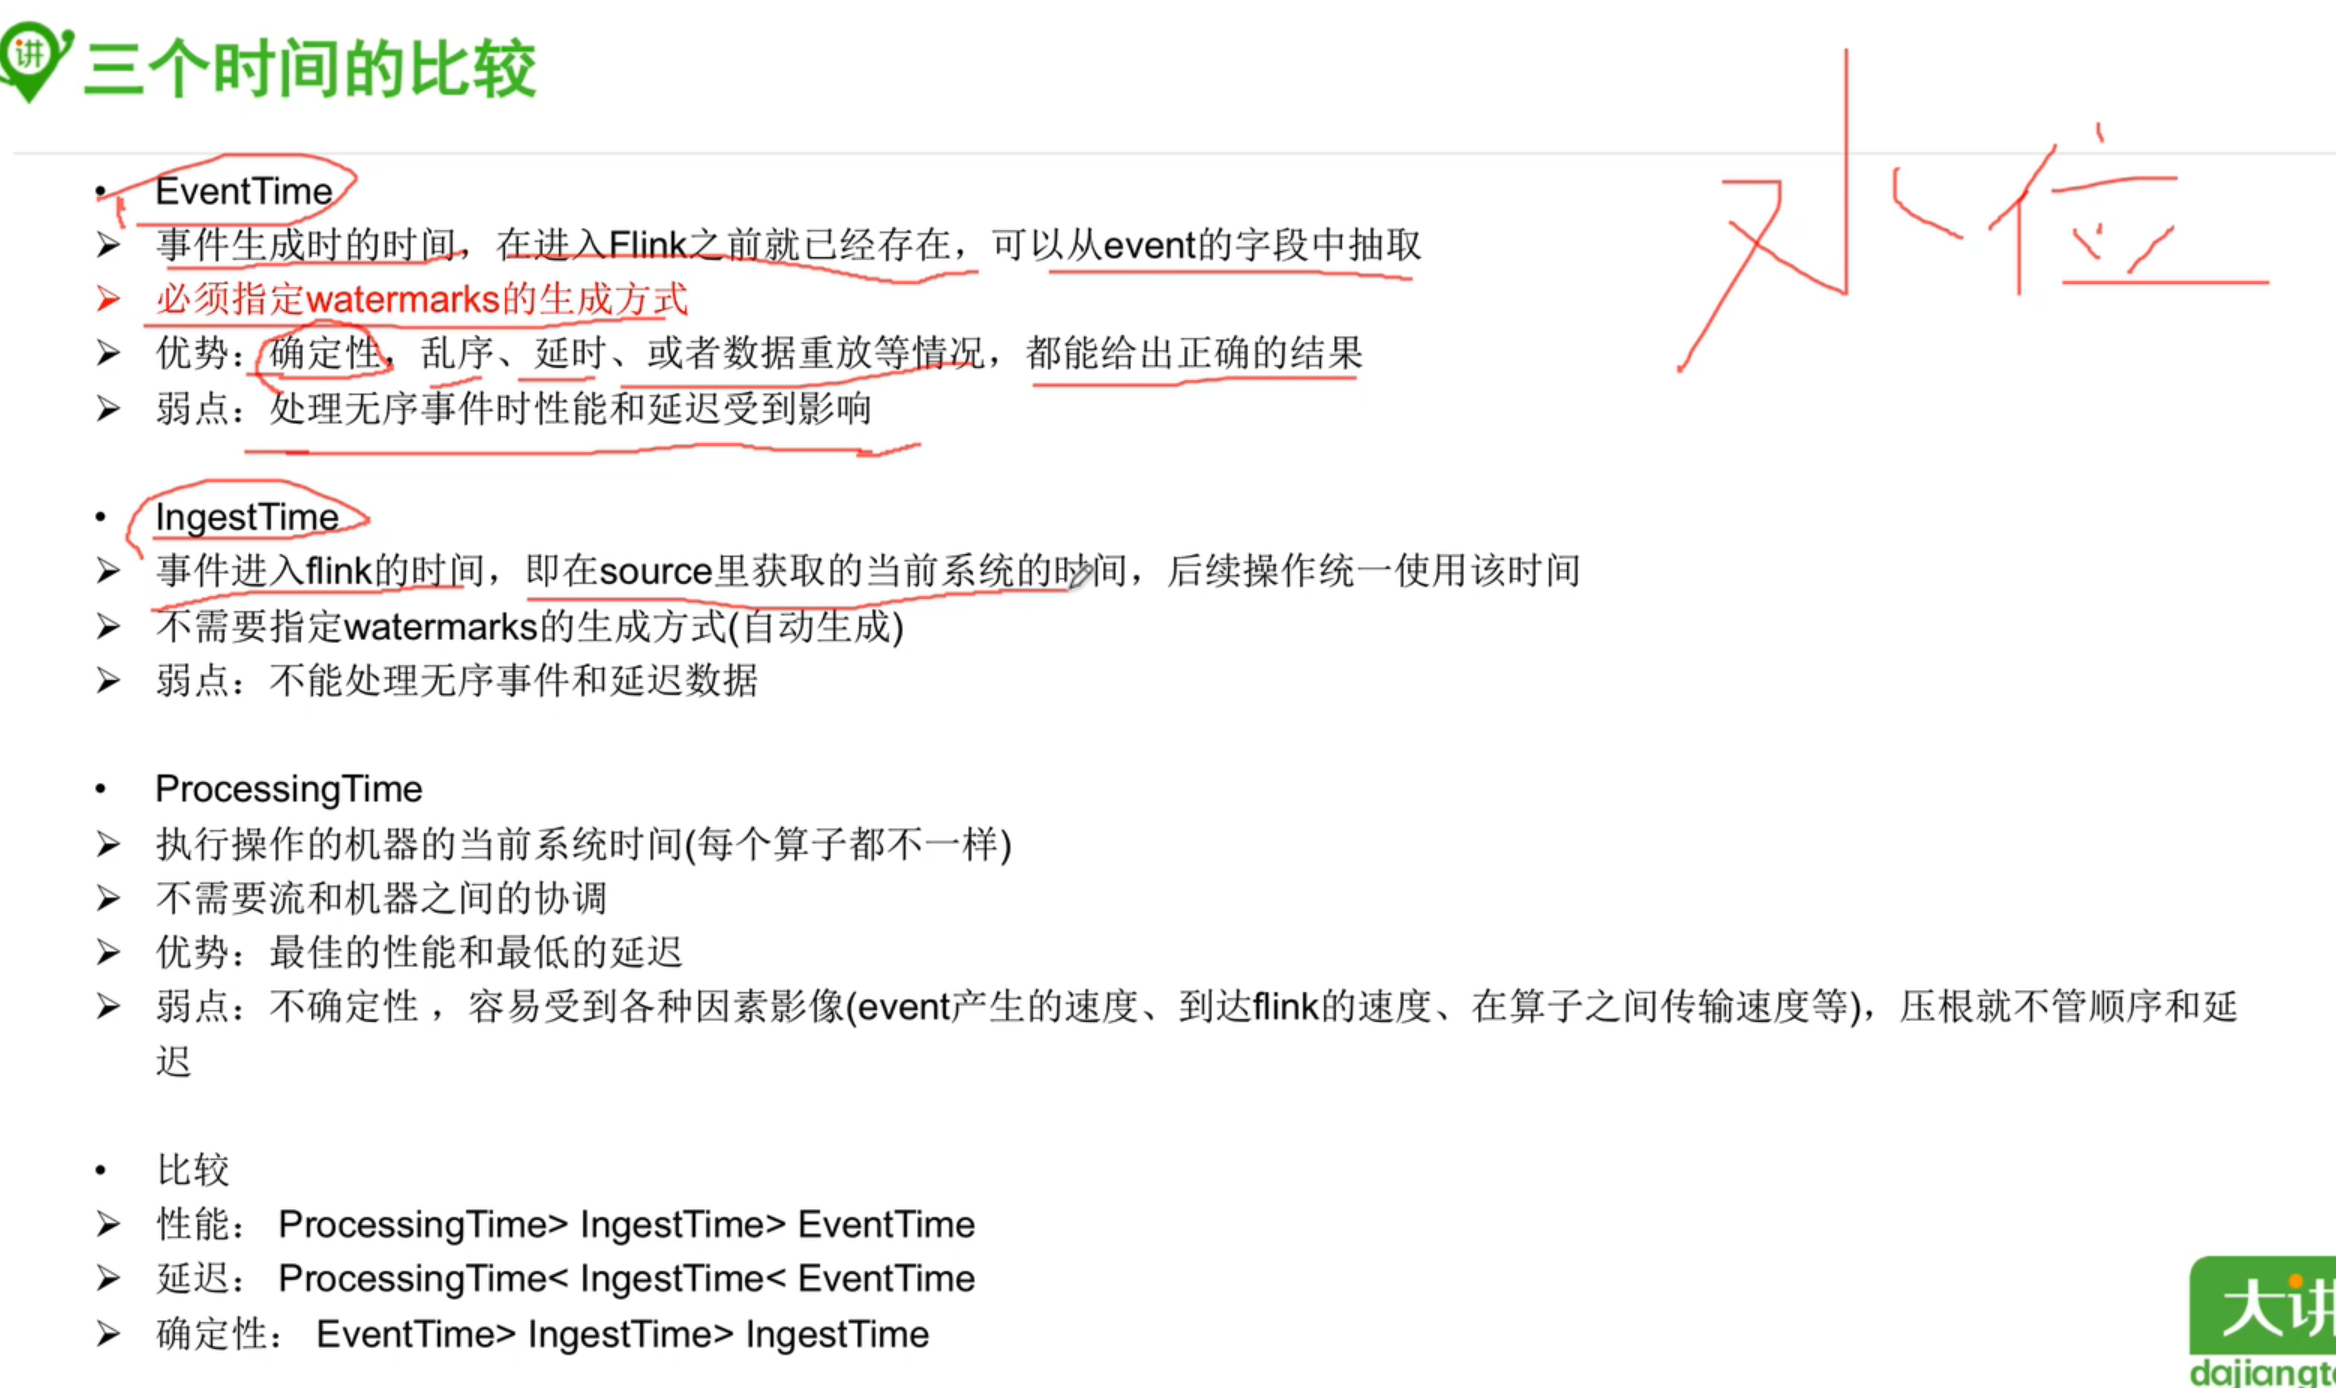 讲
三个时间的比较
水位
• EventTime
➢ 事件生成时的时间，在进入Flink之前就已经存在，可以从event的字段中抽取
➢ 必须指定watermarks的生成方式
➢ 优势：确定性，乱序、延时、或者数据重放等情况，都能给出正确的结果
➢ 弱点：处理无序事件时性能和延迟受到影响
• IngestTime
➢ 事件进入flink的时间，即在source里获取的当前系统的时间，后续操作统一使用该时间
➢ 不需要指定watermarks的生成方式(自动生成)
➢ 弱点：不能处理无序事件和延迟数据
• ProcessingTime
➢ 执行操作的机器的当前系统时间(每个算子都不一样)
➢ 不需要流和机器之间的协调
➢ 优势：最佳的性能和最低的延迟
➢ 弱点：不确定性 ，容易受到各种因素影像(event产生的速度、到达flink的速度、在算子之间传输速度等)，压根就不管顺序和延
迟
• 比较
➢ 性能： ProcessingTime> IngestTime> EventTime
➢ 延迟： ProcessingTime< IngestTime< EventTime
➢ 确定性： EventTime> IngestTime> IngestTime
大讲
dajiangt